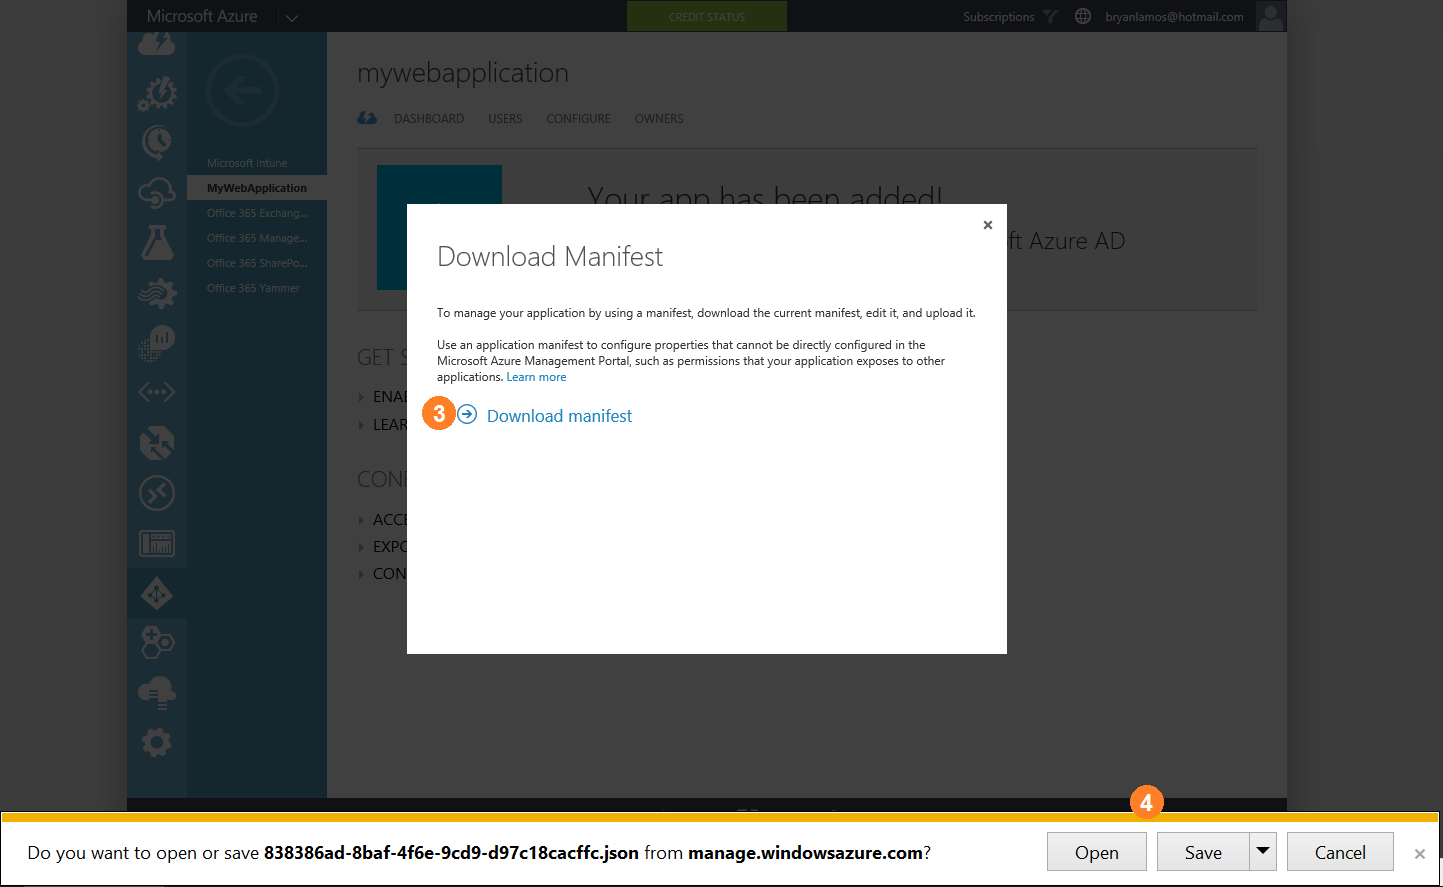 Microsoft Azure
CREDIT STATUS
Subscriptions
bryanlamos@hotmail.com
Microsoft Intune
MyWebApplication
Office 365 Exchang...
Office 365 Manage...
Office 365 SharePo...
Office 365 Yammer
mywebapplication
DASHBOARD USERS CONFIGURE OWNERS
Your app has been added!
ft Azure AD
GET S
ENAB
LEAR
CONF
ACCE
EXPO
CON
×
Download Manifest
To manage your application by using a manifest, download the current manifest, edit it, and upload it.
Use an application manifest to configure properties that cannot be directly configured in the
Microsoft Azure Management Portal, such as permissions that your application exposes to other
applications. Learn more
3 Download manifest
4
Do you want to open or save 838386ad-8baf-4f6e-9cd9-d97c18cacffc.json from manage.windowsazure.com?
Open Save Cancel ×